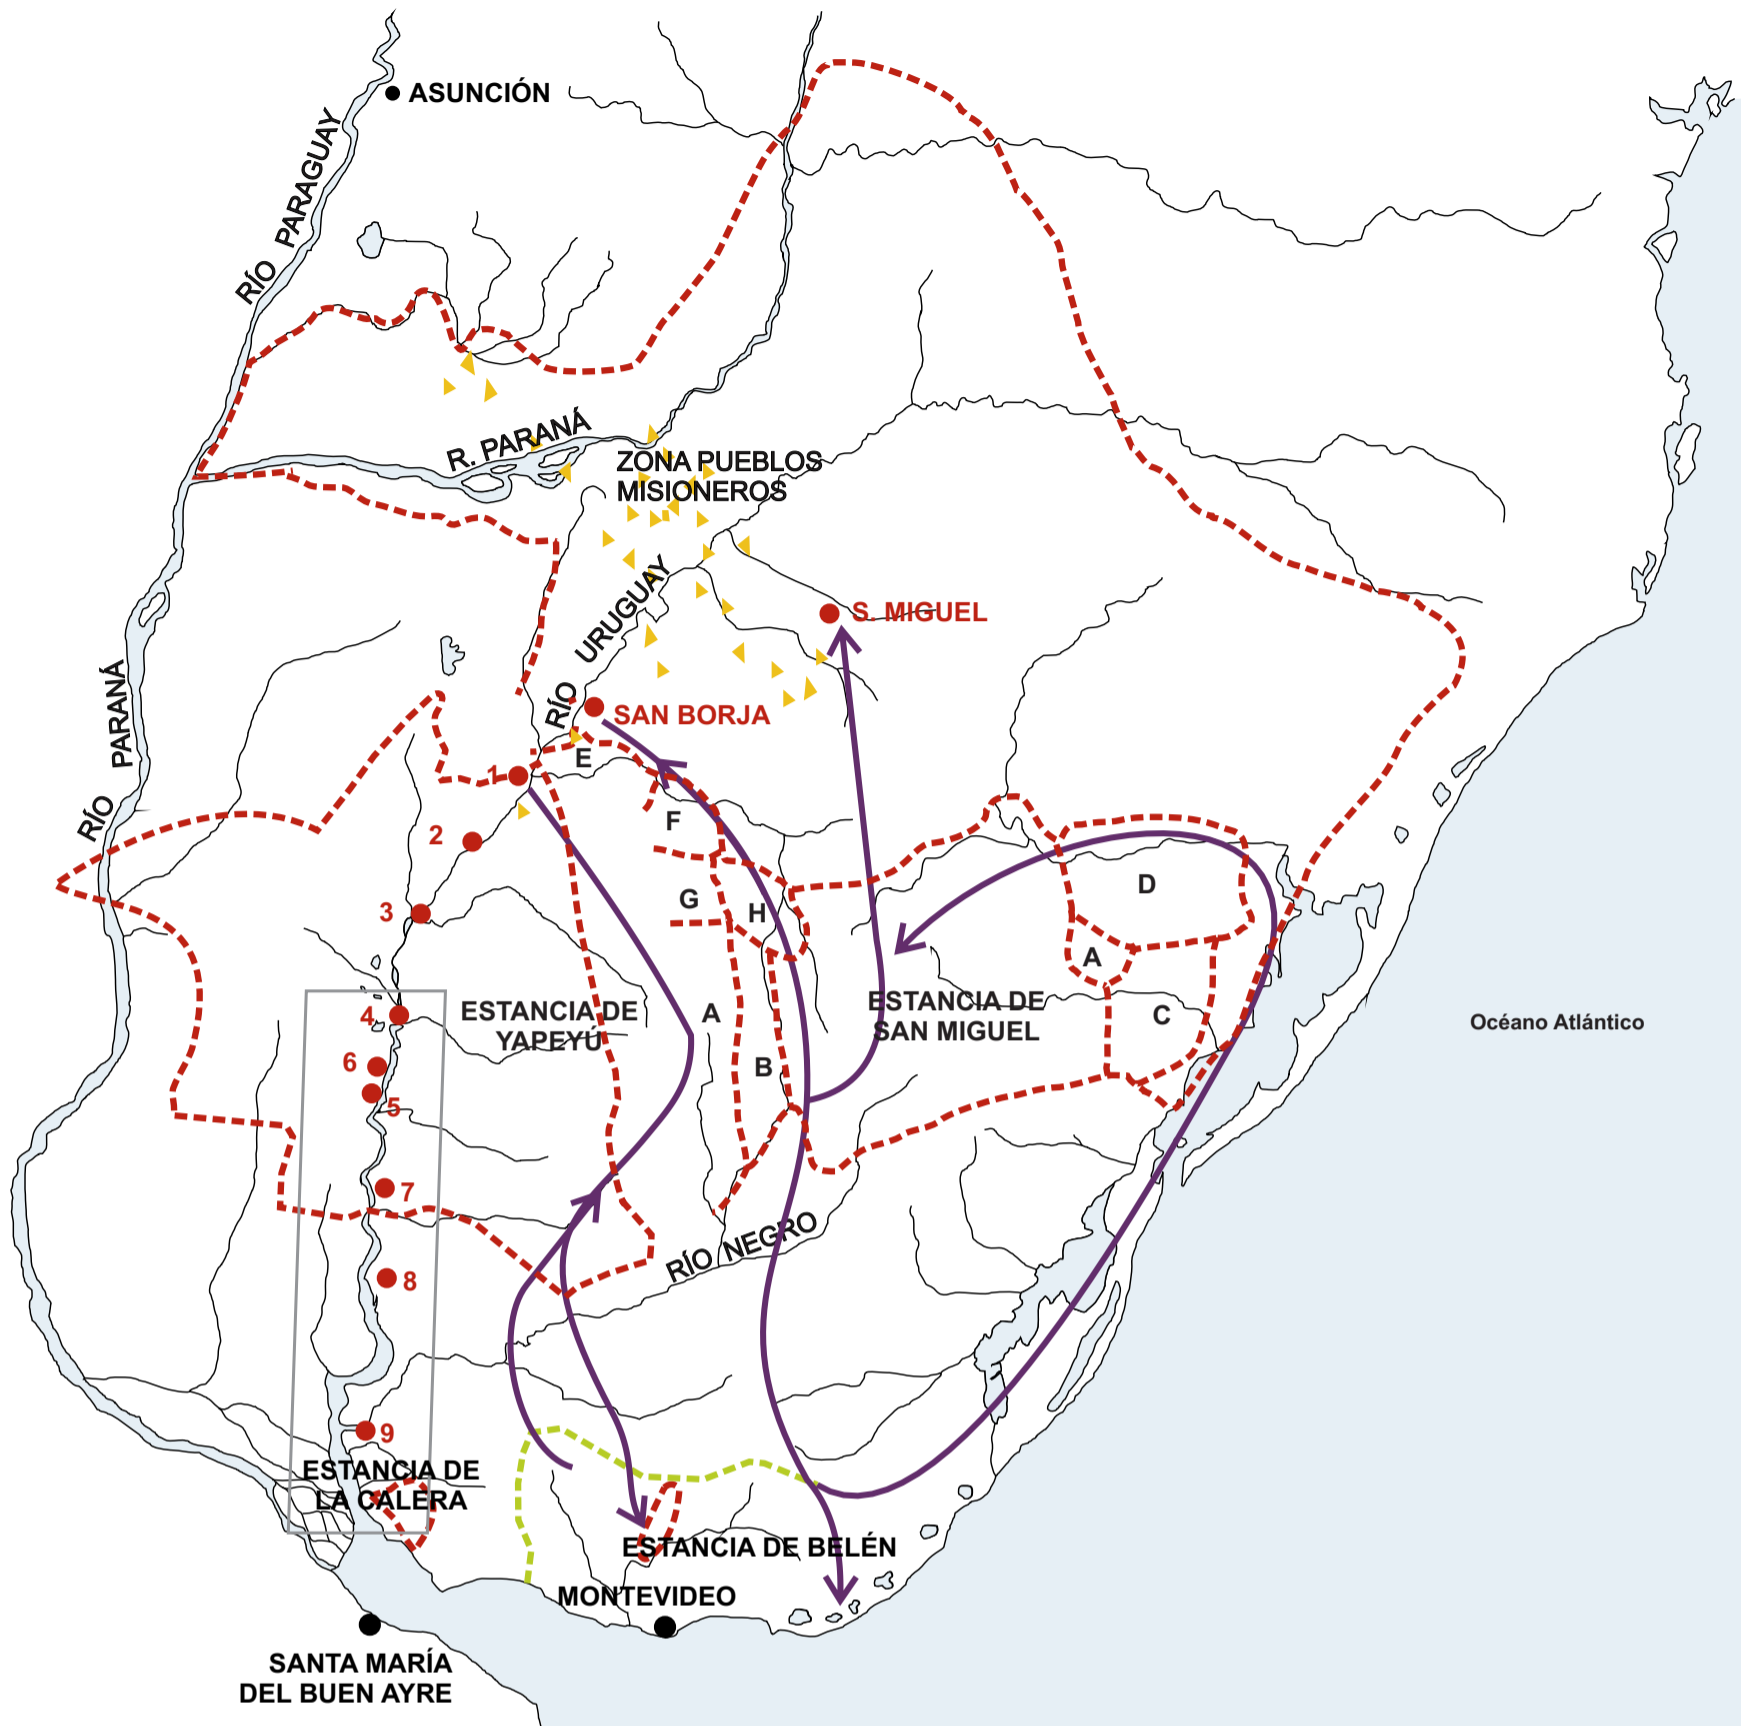 ASUNCIÓN
RÍO PARAGUAY
R. PARANÁ
ZONA PUEBLOS
MISIONEROS
RÍO URUGUAY
S. MIGUEL
SAN BORJA
RÍO PARANÁ
E
1
F
2
D
G
3
H
A
ESTANCIA DE
YAPEYÚ
A
ESTANCIA DE
SAN MIGUEL
C
Océano Atlántico
4
6
B
5
7
RÍO NEGRO
8
9
ESTANCIA DE
LA CALERA
ESTANCIA DE BELÉN
MONTEVIDEO
SANTA MARÍA
DEL BUEN AYRE